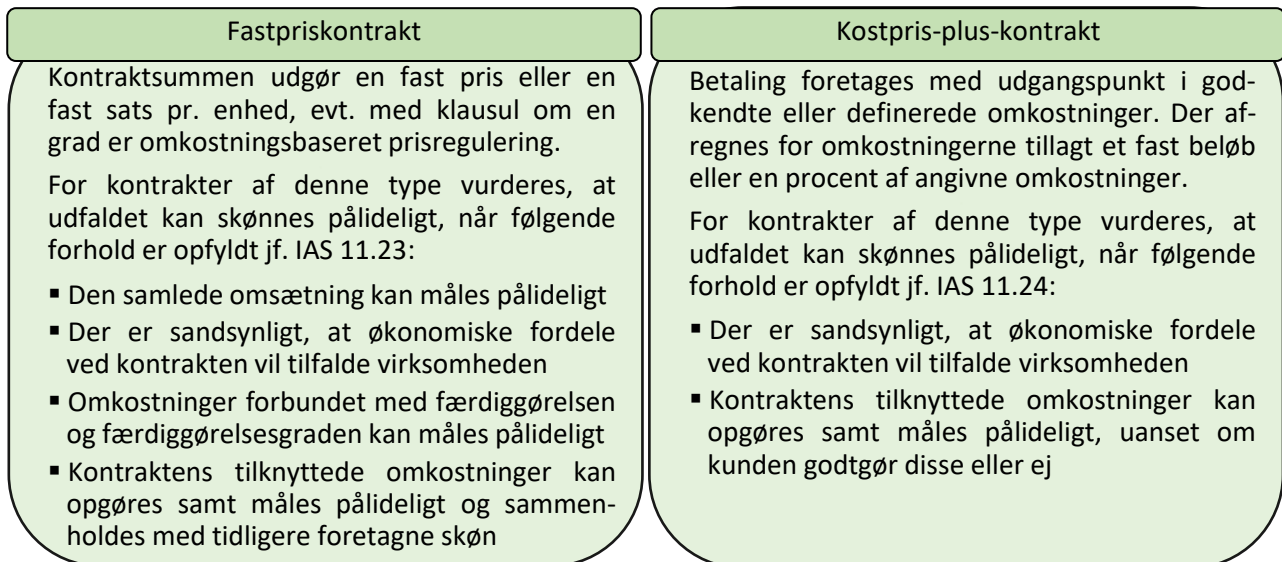 Fastpriskontrakt
Kontraktsummen udgør en fast pris eller en
fast sats pr. enhed, evt. med klausul om en
grad er omkostningsbaseret prisregulering.
For kontrakter af denne type vurderes, at
udfaldet kan skønnes pålideligt, når følgende
forhold er opfyldt jf. IAS 11.23:
▪ Den samlede omsætning kan måles pålideligt
▪ Der er sandsynligt, at økonomiske fordele
ved kontrakten vil tilfalde virksomheden
▪ Omkostninger forbundet med færdiggørelsen
og færdiggørelsesgraden kan måles pålideligt
▪ Kontraktens tilknyttede omkostninger kan
opgøres samt måles pålideligt og sammen-
holdes med tidligere foretagne skøn
Kostpris-plus-kontrakt
Betaling foretages med udgangspunkt i god-
kendte eller definerede omkostninger. Der af-
regnes for omkostningerne tillagt et fast beløb
eller en procent af angivne omkostninger.
For kontrakter af denne type vurderes, at
udfaldet kan skønnes pålideligt, når følgende
forhold er opfyldt jf. IAS 11.24:
▪ Der er sandsynligt, at økonomiske fordele
ved kontrakten vil tilfalde virksomheden
▪ Kontraktens tilknyttede omkostninger kan
opgøres samt måles pålideligt, uanset om
kunden godtgør disse eller ej